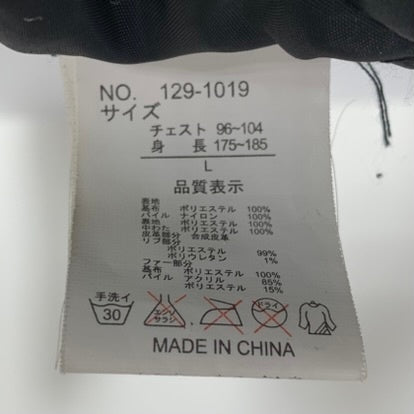 NO. 129-1019
サイズ
チェスト 96~104
身 長 175~185
L
品質表示
表地
基布 ポリエステル 100%
パイル ナイロン 100%
裏地 ポリエステル 100%
中わた ポリエステル 100%
皮革部分 合成皮革
リブ部分
ポリエステル 99%
ポリウレタン 1%
ファー部分
基布 ポリエステル 100%
パイル アクリル 85%
ポリエステル 15%
手洗イ
30
エンソ
サラシ
ドライ
MADE IN CHINA